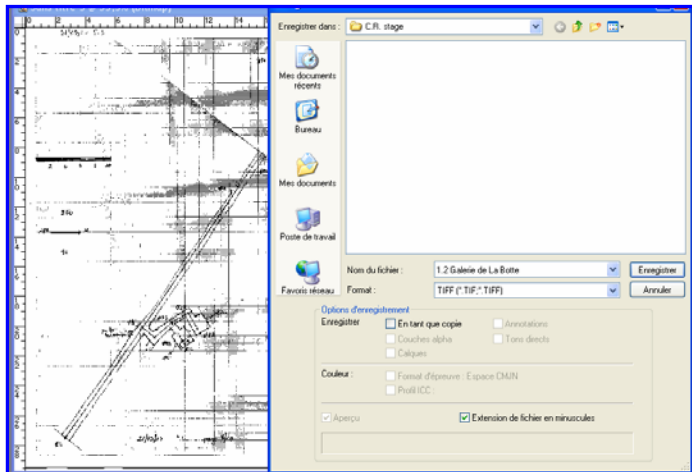 Enregistrer dans :
C.R. stage
Mes documents
récents
Bureau
Mes documents
Poste de travail
Favoris réseau
Nom du fichier :
1.2 Galerie de La Botte
Enregistrer
Format :
TIFF (*.TIF;*.TIFF)
Annuler
Options d'enregistrement
Enregistrer
En tant que copie
Annotations
Couches alpha
Tons directs
Calques
Couleur :
Format d'épreuve : Espace CMJN
Profil ICC :
Aperçu
Extension de fichier en minuscules